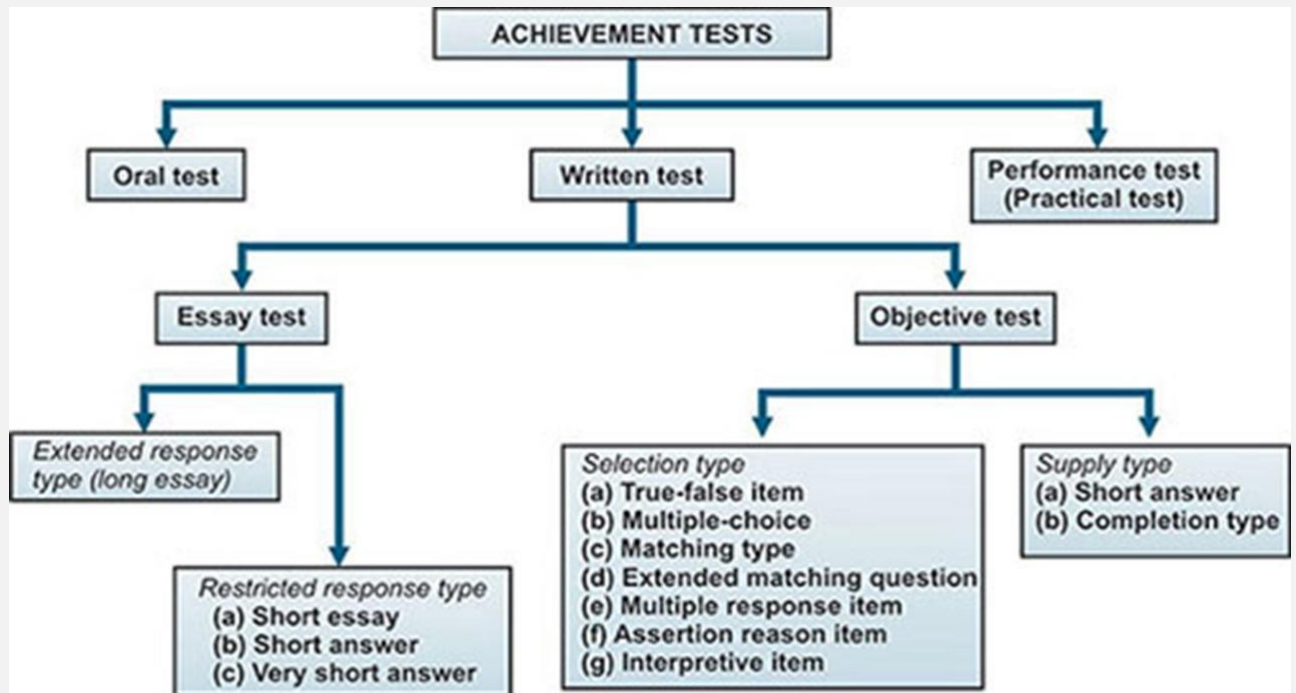 ACHIEVEMENT TESTS
Oral test
Written test
Performance test
(Practical test)
Essay test
Objective test
Extended response
type (long essay)
Restricted response type
(a) Short essay
(b) Short answer
(c) Very short answer
Selection type
(a) True-false item
(b) Multiple-choice
(c) Matching type
(d) Extended matching question
(e) Multiple response item
(f) Assertion reason item
(g) Interpretive item
Supply type
(a) Short answer
(b) Completion type